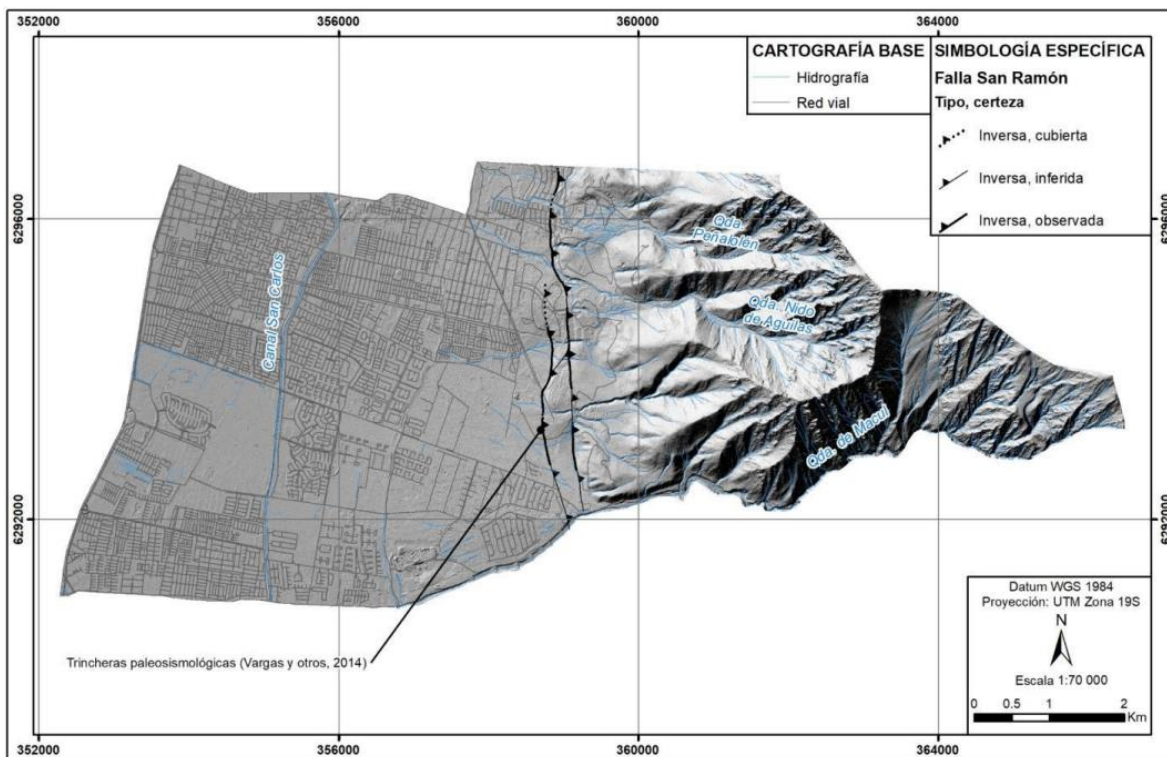 352000
356000
360000
364000
CARTOGRAFÍA BASE
Hidrografía
Red vial
SIMBOLOGÍA ESPECÍFICA
Falla San Ramón
Tipo, certeza
Inversa, cubierta
Inversa, inferida
Inversa, observada
6296000
6296000
Qda.
Peñalolén
Canal San Carlos
Qda. Nido
de Aguilas
Qda. de Macul
6292000
6292000
Trincheras paleosismológicas (Vargas y otros, 2014)
Datum WGS 1984
Proyección: UTM Zona 19S
N
Escala 1:70 000
0 0.5 1 2
Km
352000
356000
360000
364000